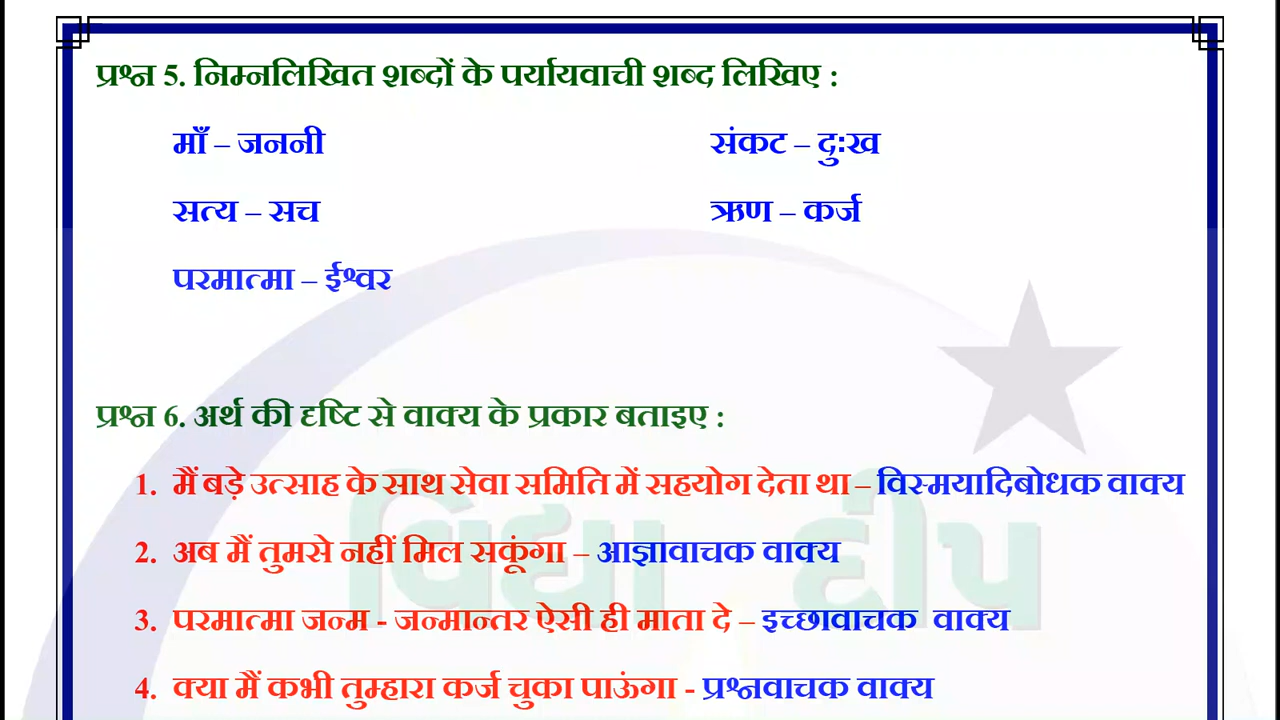 प्रश्न 5. निम्नलिखित शब्दों के पर्यायवाची शब्द लिखिए :
माँ – जननी संकट – दुःख
सत्य – सच ऋण – कर्ज
परमात्मा – ईश्वर
प्रश्न 6. अर्थ की दृष्टि से वाक्य के प्रकार बताइए :
1. मैं बड़े उत्साह के साथ सेवा समिति में सहयोग देता था – विस्मयादिबोधक वाक्य
2. अब मैं तुमसे नहीं मिल सकूंगा – आज्ञावाचक वाक्य
3. परमात्मा जन्म - जन्मान्तर ऐसी ही माता दे – इच्छावाचक वाक्य
4. क्या मैं कभी तुम्हारा कर्ज चुका पाऊंगा - प्रश्नवाचक वाक्य
વિદ્યા દીપ